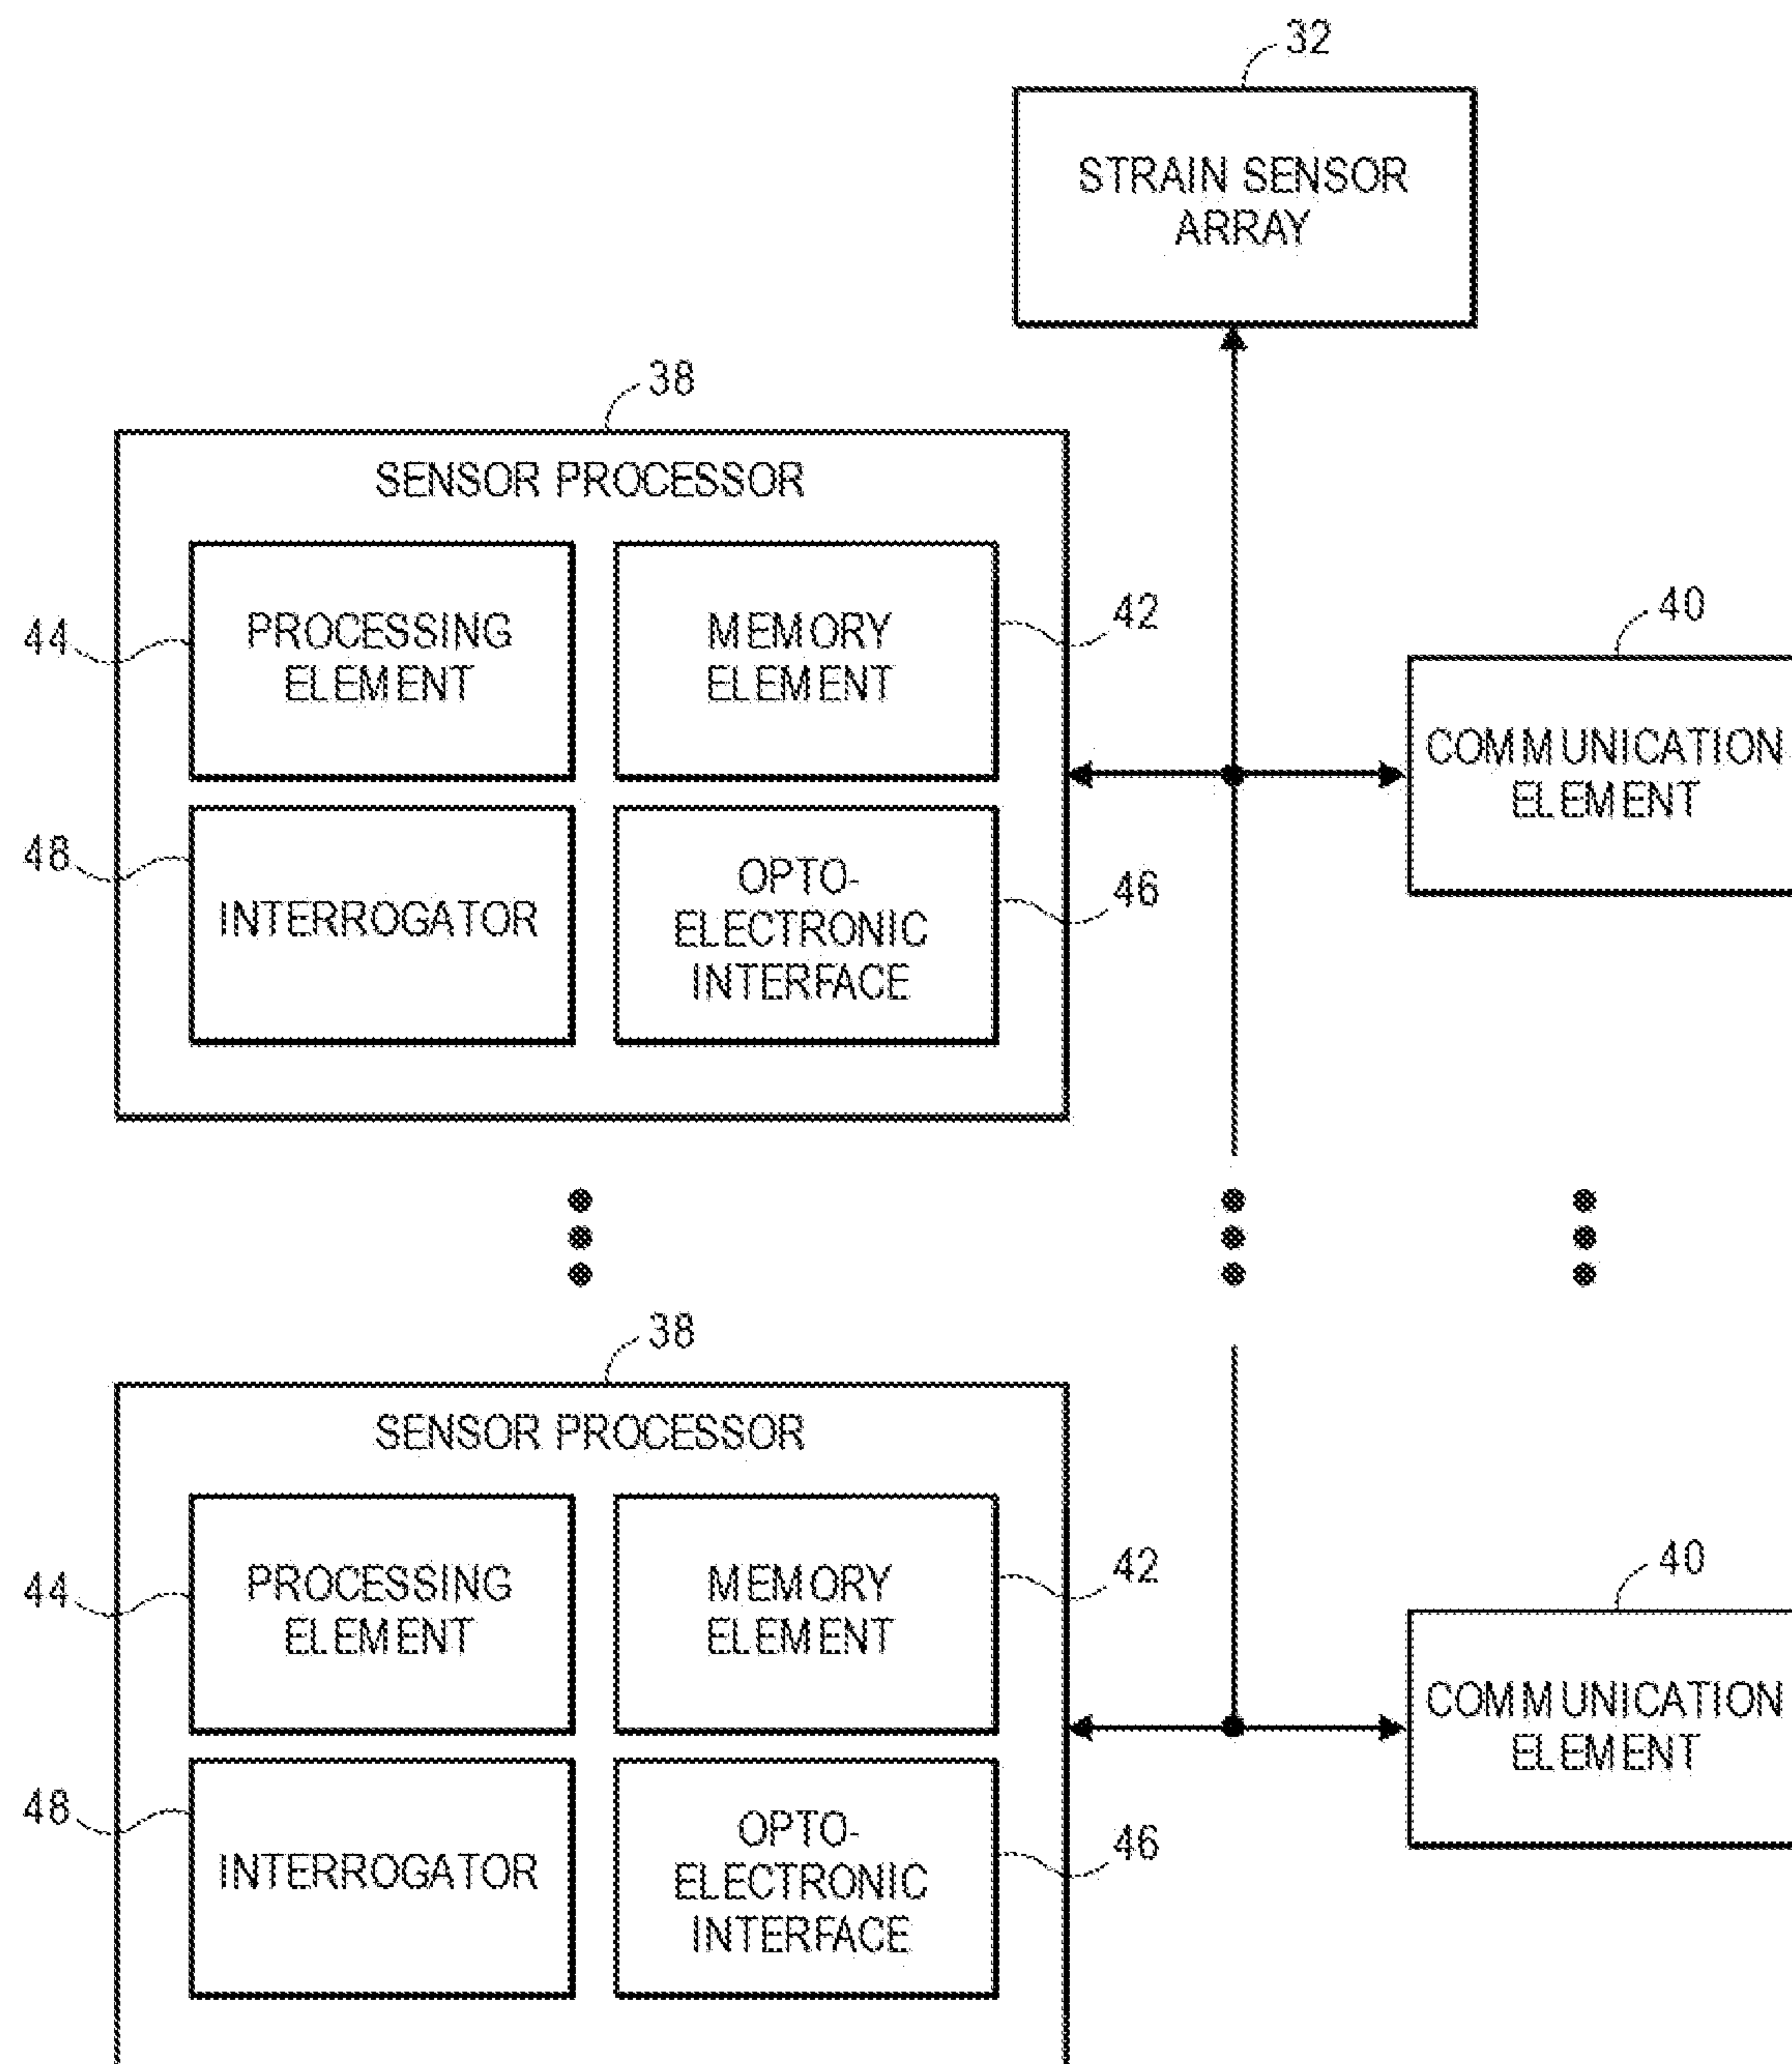 32
STRAIN SENSOR
ARRAY
38
SENSOR PROCESSOR
44
PROCESSING
ELEMENT
MEMORY
ELEMENT
42
40
COMMUNICATION
ELEMENT
48
INTERROGATOR
OPTO-
ELECTRONIC
INTERFACE
46
38
SENSOR PROCESSOR
44
PROCESSING
ELEMENT
MEMORY
ELEMENT
42
40
COMMUNICATION
ELEMENT
48
INTERROGATOR
OPTO-
ELECTRONIC
INTERFACE
46